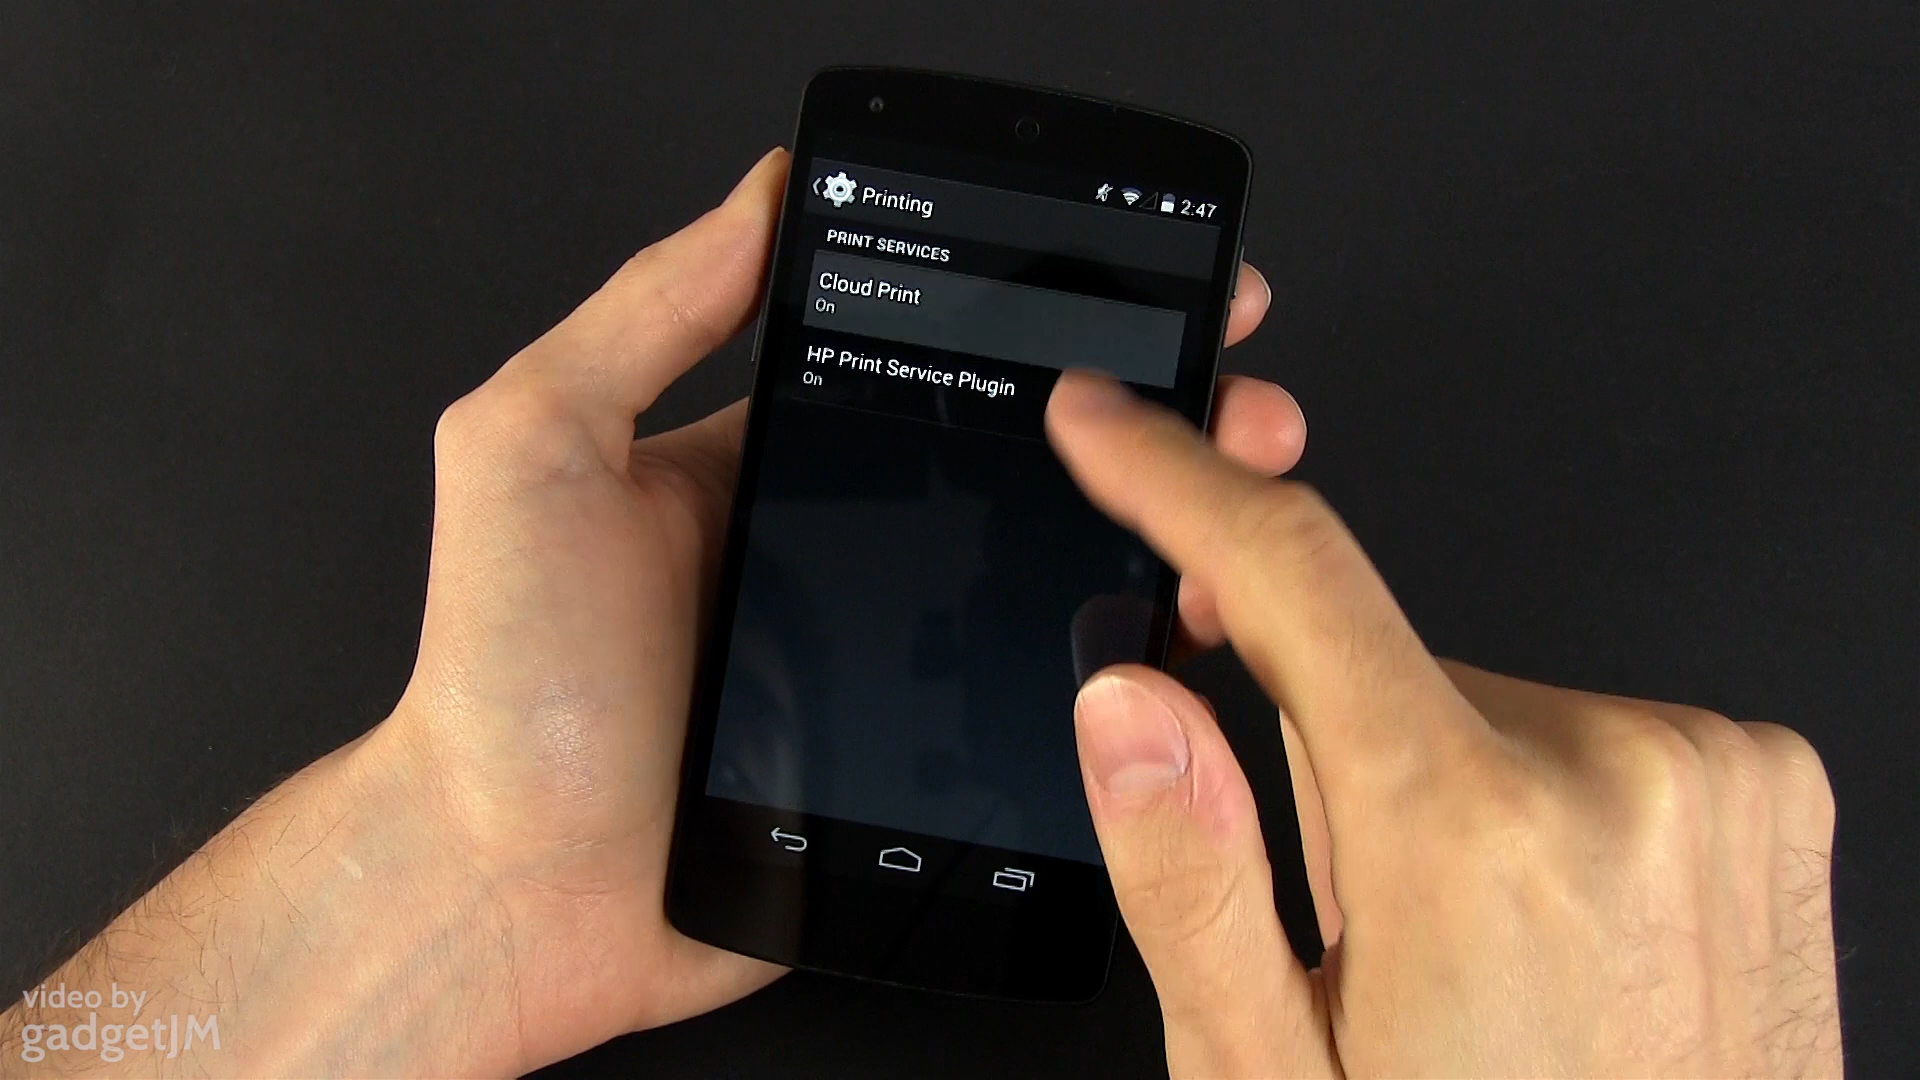 Printing
2:47
PRINT SERVICES
Cloud Print
On
HP Print Service Plugin
On
video by
gadgetJM